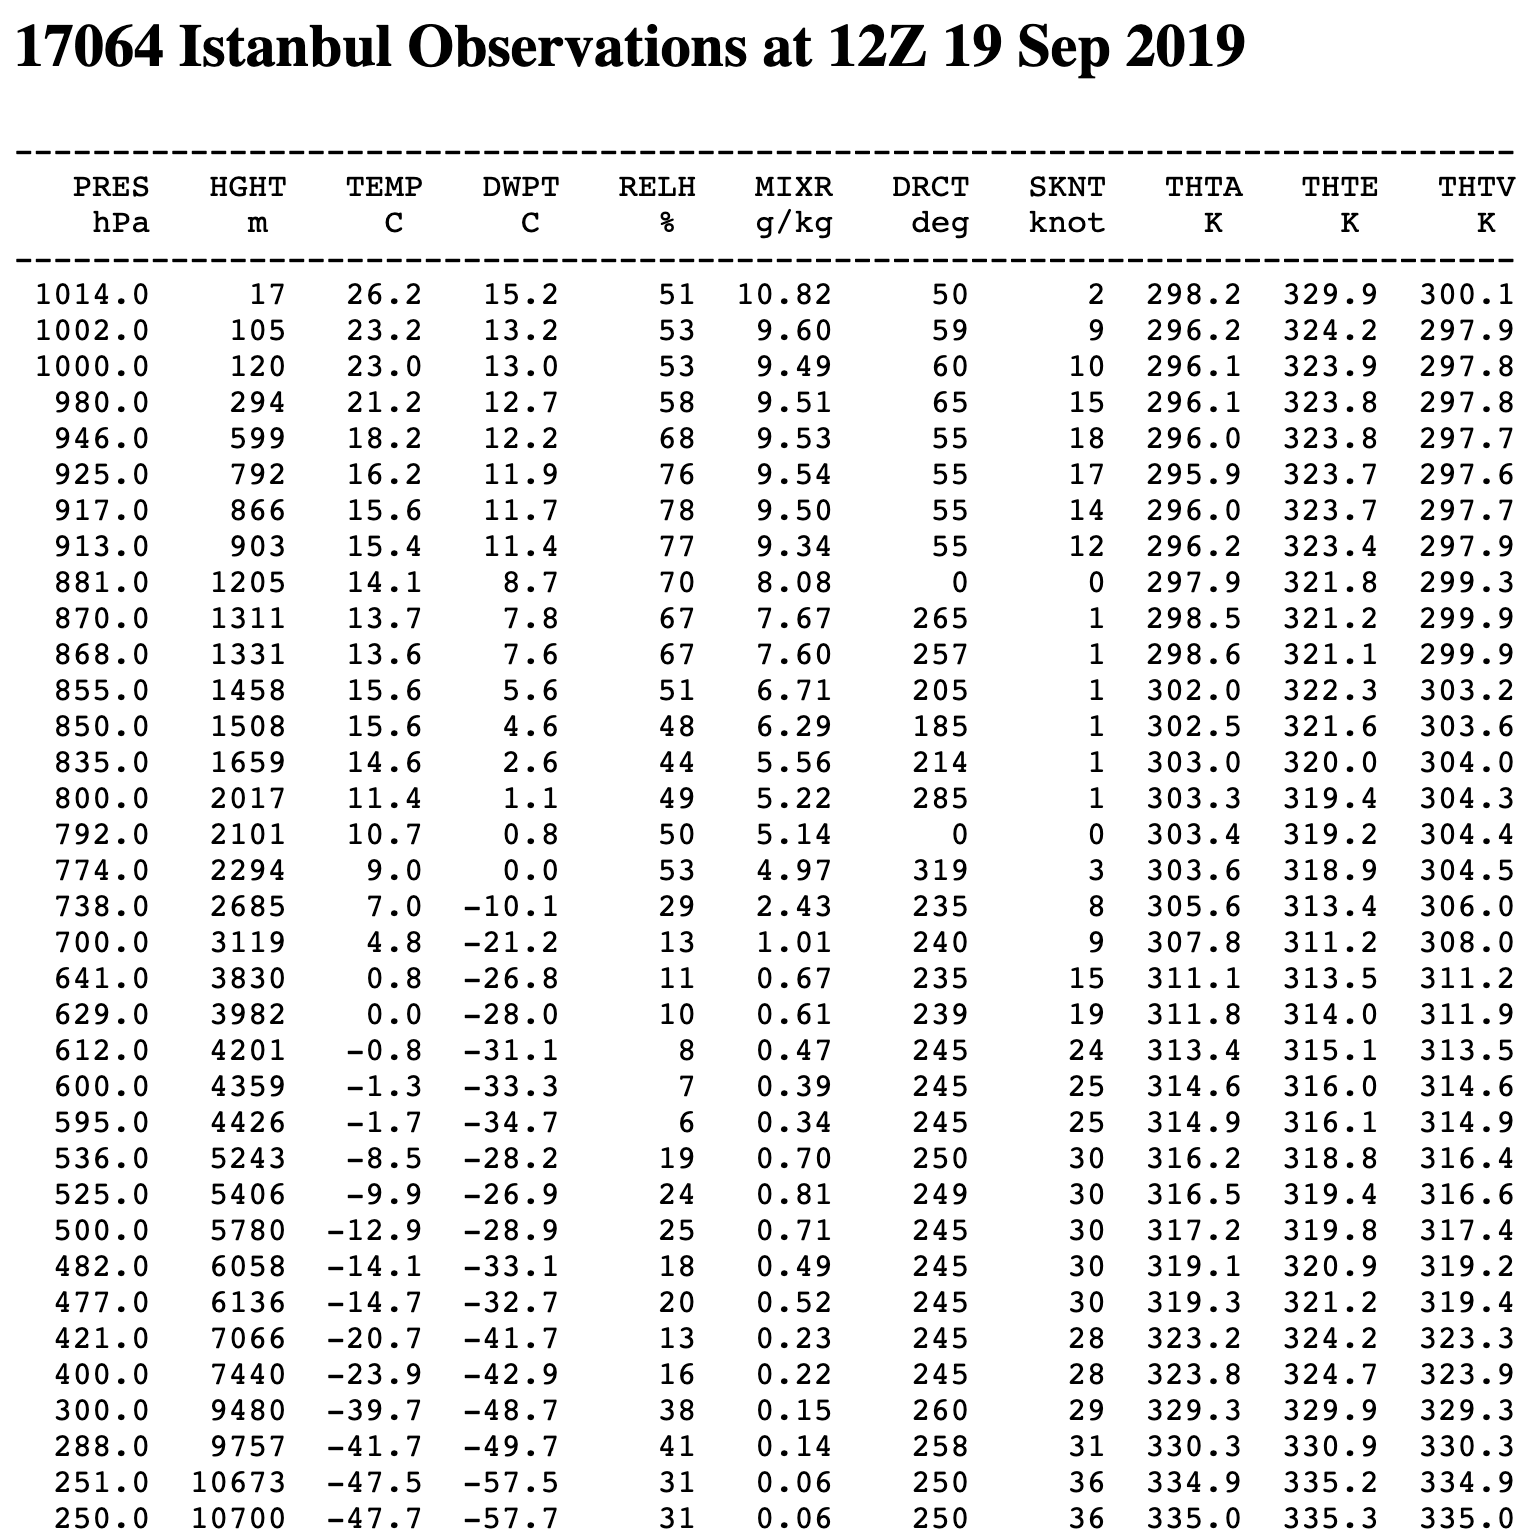 17064 Istanbul Observations at 12Z 19 Sep 2019
-----------------------------------------------------------------------------
   PRES   HGHT   TEMP   DWPT   RELH   MIXR   DRCT   SKNT   THTA   THTE   THTV
    hPa     m      C      C      %    g/kg    deg   knot     K      K      K
-----------------------------------------------------------------------------
 1014.0     17   26.2   15.2     51  10.82     50      2  298.2  329.9  300.1
 1002.0    105   23.2   13.2     53   9.60     59      9  296.2  324.2  297.9
 1000.0    120   23.0   13.0     53   9.49     60     10  296.1  323.9  297.8
  980.0    294   21.2   12.7     58   9.51     65     15  296.1  323.8  297.8
  946.0    599   18.2   12.2     68   9.53     55     18  296.0  323.8  297.7
  925.0    792   16.2   11.9     76   9.54     55     17  295.9  323.7  297.6
  917.0    866   15.6   11.7     78   9.50     55     14  296.0  323.7  297.7
  913.0    903   15.4   11.4     77   9.34     55     12  296.2  323.4  297.9
  881.0   1205   14.1    8.7     70   8.08      0      0  297.9  321.8  299.3
  870.0   1311   13.7    7.8     67   7.67    265      1  298.5  321.2  299.9
  868.0   1331   13.6    7.6     67   7.60    257      1  298.6  321.1  299.9
  855.0   1458   15.6    5.6     51   6.71    205      1  302.0  322.3  303.2
  850.0   1508   15.6    4.6     48   6.29    185      1  302.5  321.6  303.6
  835.0   1659   14.6    2.6     44   5.56    214      1  303.0  320.0  304.0
  800.0   2017   11.4    1.1     49   5.22    285      1  303.3  319.4  304.3
  792.0   2101   10.7    0.8     50   5.14      0      0  303.4  319.2  304.4
  774.0   2294    9.0    0.0     53   4.97    319      3  303.6  318.9  304.5
  738.0   2685    7.0  -10.1     29   2.43    235      8  305.6  313.4  306.0
  700.0   3119    4.8  -21.2     13   1.01    240      9  307.8  311.2  308.0
  641.0   3830    0.8  -26.8     11   0.67    235     15  311.1  313.5  311.2
  629.0   3982    0.0  -28.0     10   0.61    239     19  311.8  314.0  311.9
  612.0   4201   -0.8  -31.1      8   0.47    245     24  313.4  315.1  313.5
  600.0   4359   -1.3  -33.3      7   0.39    245     25  314.6  316.0  314.6
  595.0   4426   -1.7  -34.7      6   0.34    245     25  314.9  316.1  314.9
  536.0   5243   -8.5  -28.2     19   0.70    250     30  316.2  318.8  316.4
  525.0   5406   -9.9  -26.9     24   0.81    249     30  316.5  319.4  316.6
  500.0   5780  -12.9  -28.9     25   0.71    245     30  317.2  319.8  317.4
  482.0   6058  -14.1  -33.1     18   0.49    245     30  319.1  320.9  319.2
  477.0   6136  -14.7  -32.7     20   0.52    245     30  319.3  321.2  319.4
  421.0   7066  -20.7  -41.7     13   0.23    245     28  323.2  324.2  323.3
  400.0   7440  -23.9  -42.9     16   0.22    245     28  323.8  324.7  323.9
  300.0   9480  -39.7  -48.7     38   0.15    260     29  329.3  329.9  329.3
  288.0   9757  -41.7  -49.7     41   0.14    258     31  330.3  330.9  330.3
  251.0  10673  -47.5  -57.5     31   0.06    250     36  334.9  335.2  334.9
  250.0  10700  -47.7  -57.7     31   0.06    250     36  335.0  335.3  335.0